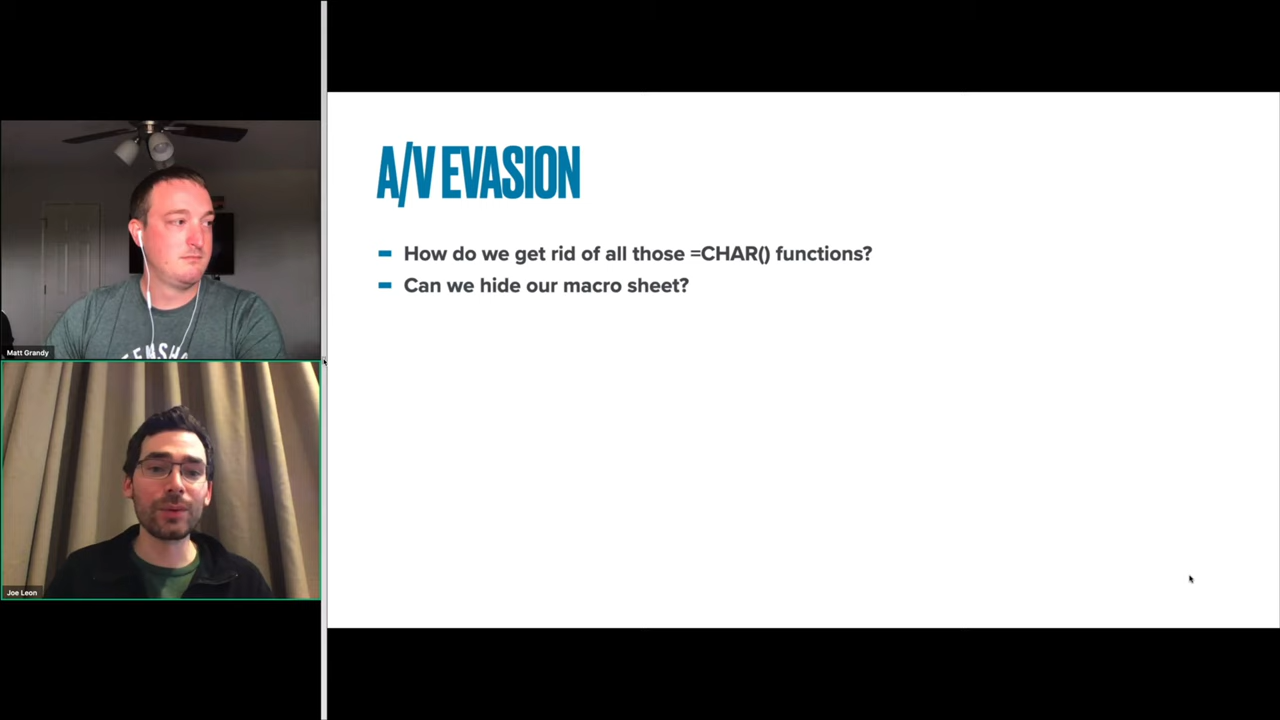 Matt Grandy
Joe Leon
A/V EVASION
How do we get rid of all those =CHAR() functions?
Can we hide our macro sheet?